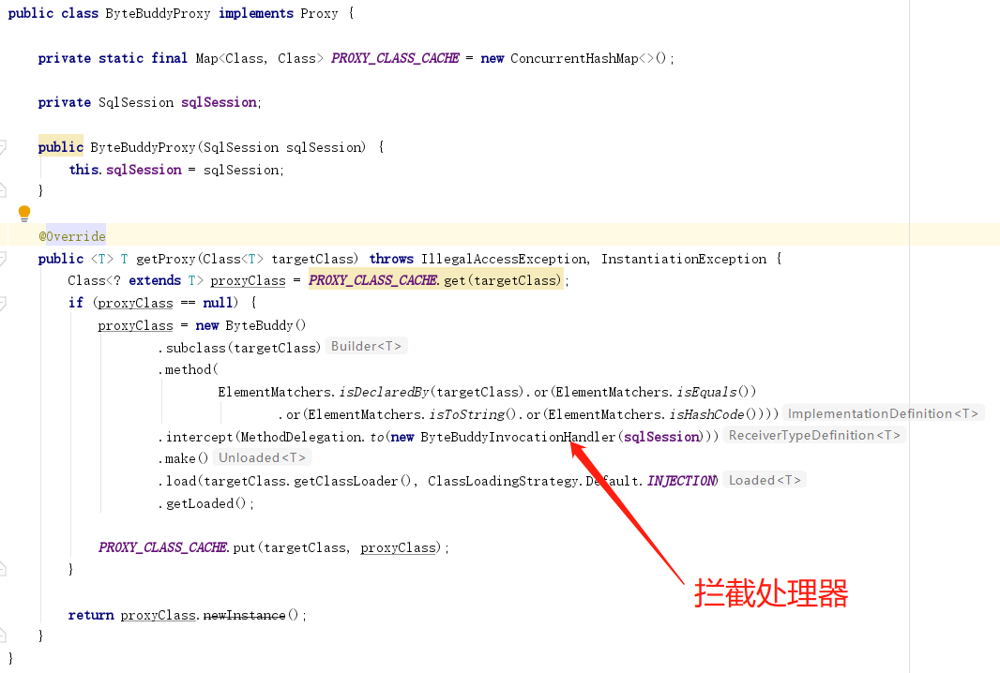 public class ByteBuddyProxy implements Proxy {
private static final Map<Class, Class> PROXY_CLASS_CACHE = new ConcurrentHashMap<>();
private SqlSession sqlSession;
public ByteBuddyProxy(SqlSession sqlSession) {
this.sqlSession = sqlSession;
}
@Override
public <T> T getProxy(Class<T> targetClass) throws IllegalAccessException, InstantiationException {
Class<? extends T> proxyClass = PROXY_CLASS_CACHE.get(targetClass);
if (proxyClass == null) {
proxyClass = new ByteBuddy()
.subclass(targetClass) Builder<T>
.method(
ElementMatchers.isDeclaredBy(targetClass).or(ElementMatchers.isEquals())
.or(ElementMatchers.isToString().or(ElementMatchers.isHashCode()))) ImplementationDefinition<T>
.intercept(MethodDelegation.to(new ByteBuddyInvocationHandler(sqlSession))) ReceiverTypeDefinition<T>
.make() Unloaded<T>
.load(targetClass.getClassLoader(), ClassLoadingStrategy.Default.INJECTION) Loaded<T>
.getLoaded();
PROXY_CLASS_CACHE.put(targetClass, proxyClass);
}
拦截处理器
return proxyClass.newInstance();
}
}